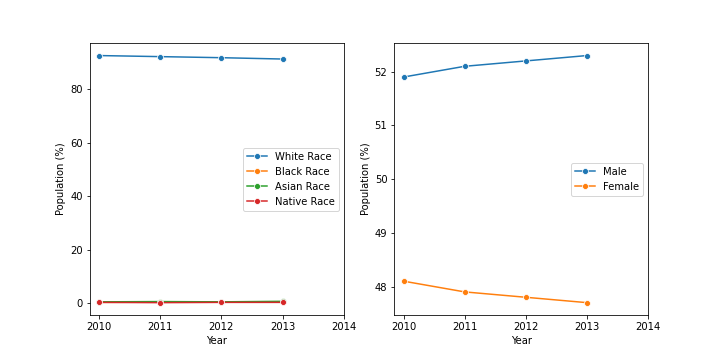 80
60
40
20
0
Population (%)
2010 2011 2012 2013 2014
Year
White Race
Black Race
Asian Race
Native Race
52
51
50
49
48
Population (%)
2010 2011 2012 2013 2014
Year
Male
Female